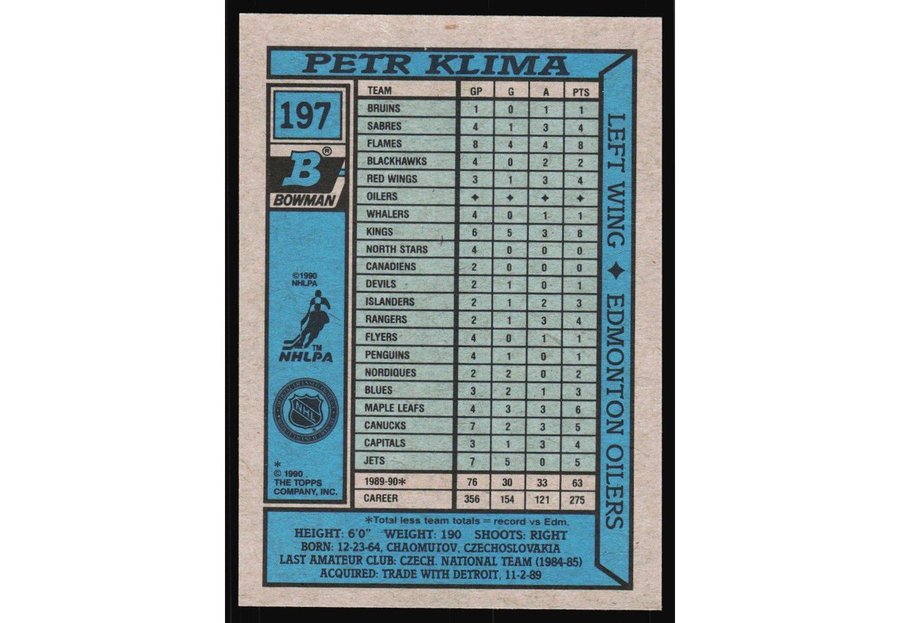 PETR KLIMA
197
B®
BOWMAN
©1990
NHLPA
TM
NHLPA
NHL
*
© 1990
THE TOPPS
COMPANY, INC.
TEAM GP G A PTS
BRUINS 1 0 1 1
SABRES 4 1 3 4
FLAMES 8 4 4 8
BLACKHAWKS 4 0 2 2
RED WINGS 3 1 3 4
OILERS ✦ ✦ ✦ ✦
WHALERS 4 0 1 1
KINGS 6 5 3 8
NORTH STARS 4 0 0 0
CANADIENS 2 0 0 0
DEVILS 2 1 0 1
ISLANDERS 2 1 2 3
RANGERS 2 1 3 4
FLYERS 4 0 1 1
PENGUINS 4 1 0 1
NORDIQUES 2 2 0 2
BLUES 3 2 1 3
MAPLE LEAFS 4 3 3 6
CANUCKS 7 2 3 5
CAPITALS 3 1 3 4
JETS 7 5 0 5
1989-90* 76 30 33 63
CAREER 356 154 121 275
LEFT WING ✦ EDMONTON OILERS
*Total less team totals = record vs Edm.
HEIGHT: 6'0" WEIGHT: 190 SHOOTS: RIGHT
BORN: 12-23-64, CHAOMUTOV, CZECHOSLOVAKIA
LAST AMATEUR CLUB: CZECH. NATIONAL TEAM (1984-85)
ACQUIRED: TRADE WITH DETROIT, 11-2-89